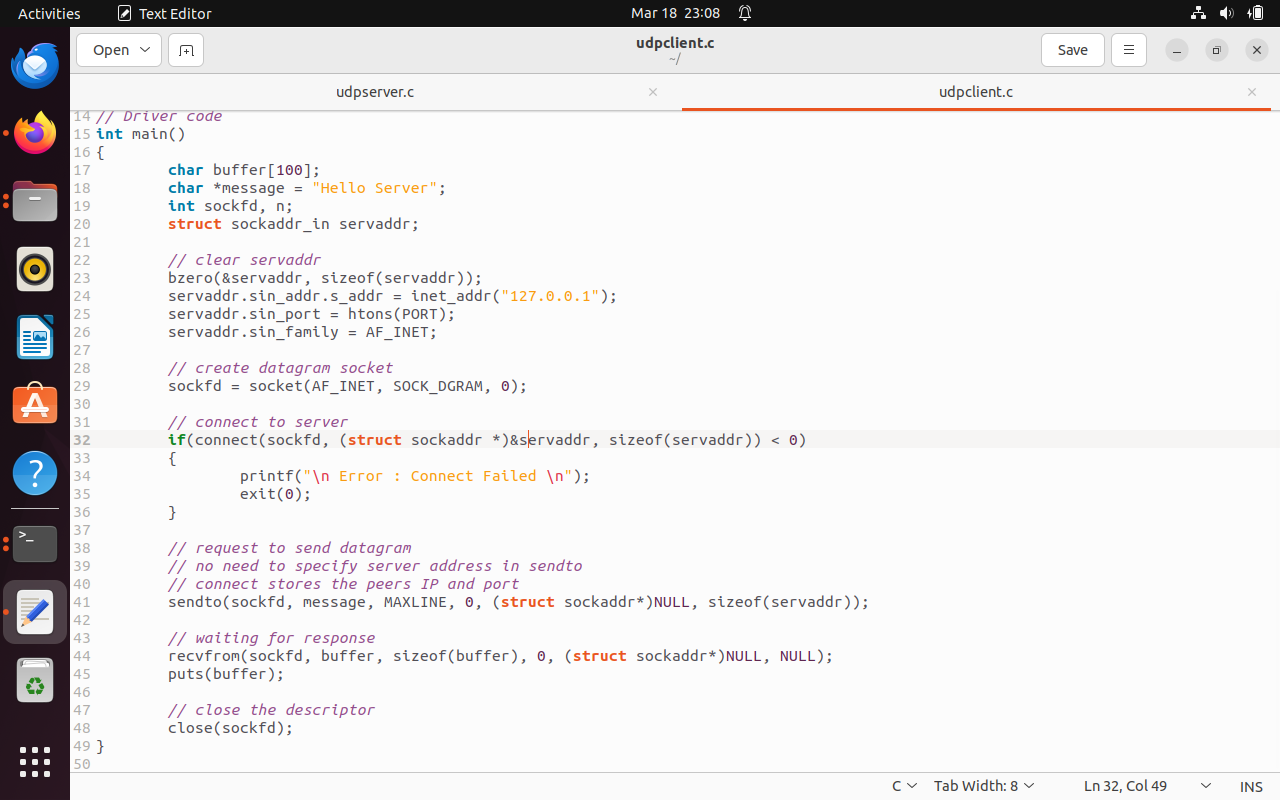 Activities Text Editor Mar 18 23:08
Open udpclient.c Save
~/
udpserver.c udpclient.c
14 // Driver code
15 int main()
16 {
17 char buffer[100];
18 char *message = "Hello Server";
19 int sockfd, n;
20 struct sockaddr_in servaddr;
21
22 // clear servaddr
23 bzero(&servaddr, sizeof(servaddr));
24 servaddr.sin_addr.s_addr = inet_addr("127.0.0.1");
25 servaddr.sin_port = htons(PORT);
26 servaddr.sin_family = AF_INET;
27
28 // create datagram socket
29 sockfd = socket(AF_INET, SOCK_DGRAM, 0);
30
31 // connect to server
32 if(connect(sockfd, (struct sockaddr *)&servaddr, sizeof(servaddr)) < 0)
33 {
34 printf("\n Error : Connect Failed \n");
35 exit(0);
36 }
37
38 // request to send datagram
39 // no need to specify server address in sendto
40 // connect stores the peers IP and port
41 sendto(sockfd, message, MAXLINE, 0, (struct sockaddr*)NULL, sizeof(servaddr));
42
43 // waiting for response
44 recvfrom(sockfd, buffer, sizeof(buffer), 0, (struct sockaddr*)NULL, NULL);
45 puts(buffer);
46
47 // close the descriptor
48 close(sockfd);
49 }
50
C Tab Width: 8 Ln 32, Col 49 INS